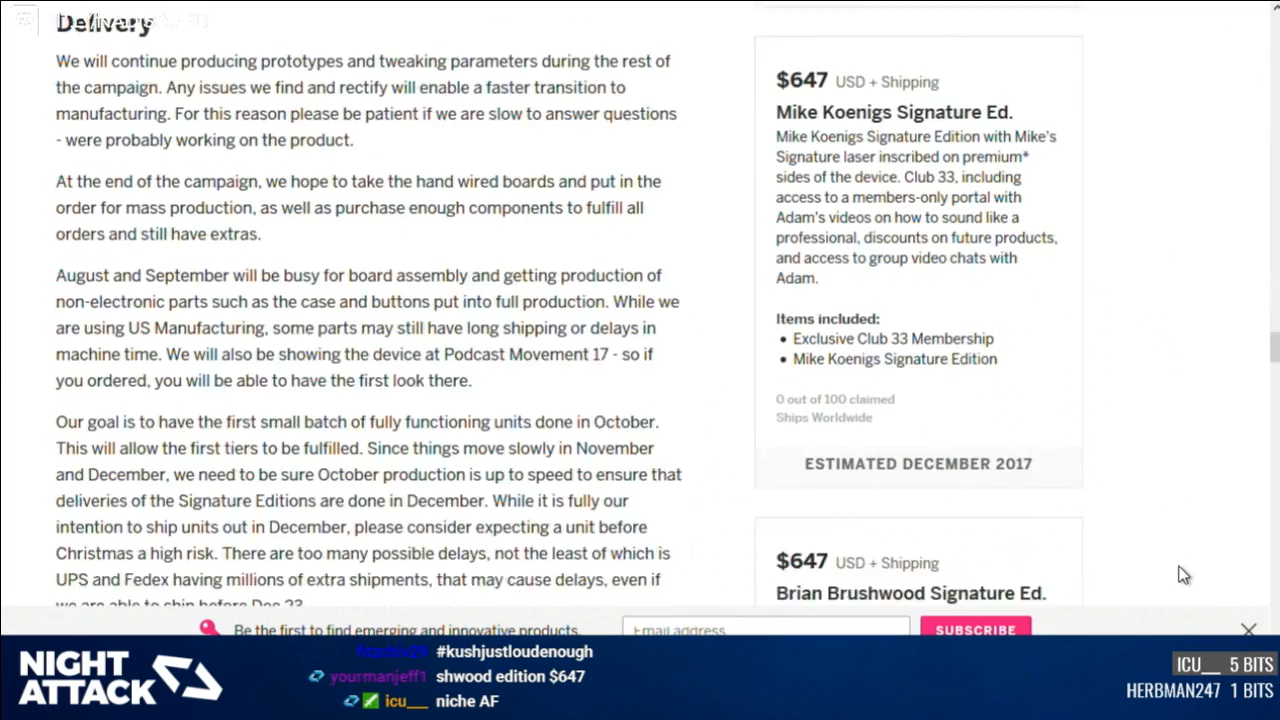 Delivery
We will continue producing prototypes and tweaking parameters during the rest of
the campaign. Any issues we find and rectify will enable a faster transition to
manufacturing. For this reason please be patient if we are slow to answer questions
- were probably working on the product.
At the end of the campaign, we hope to take the hand wired boards and put in the
order for mass production, as well as purchase enough components to fulfill all
orders and still have extras.
August and September will be busy for board assembly and getting production of
non-electronic parts such as the case and buttons put into full production. While we
are using US Manufacturing, some parts may still have long shipping or delays in
machine time. We will also be showing the device at Podcast Movement 17 - so if
you ordered, you will be able to have the first look there.
Our goal is to have the first small batch of fully functioning units done in October.
This will allow the first tiers to be fulfilled. Since things move slowly in November
and December, we need to be sure October production is up to speed to ensure that
deliveries of the Signature Editions are done in December. While it is fully our
intention to ship units out in December, please consider expecting a unit before
Christmas a high risk. There are too many possible delays, not the least of which is
UPS and Fedex having millions of extra shipments, that may cause delays, even if
we are able to ship before Dec 23
$647 USD + Shipping
Mike Koenigs Signature Ed.
Mike Koenigs Signature Edition with Mike's
Signature laser inscribed on premium*
sides of the device. Club 33, including
access to a members-only portal with
Adam's videos on how to sound like a
professional, discounts on future products,
and access to group video chats with
Adam.
Items included:
• Exclusive Club 33 Membership
• Mike Koenigs Signature Edition
0 out of 100 claimed
Ships Worldwide
ESTIMATED DECEMBER 2017
$647 USD + Shipping
Brian Brushwood Signature Ed.
Be the first to find emerging and innovative products.
Email address
SUBSCRIBE
NIGHT
ATTACK
#kushjustloudenough
yourmanjeff1 shwood edition $647
icu___ niche AF
ICU___ 5 BITS
HERBMAN247 1 BITS